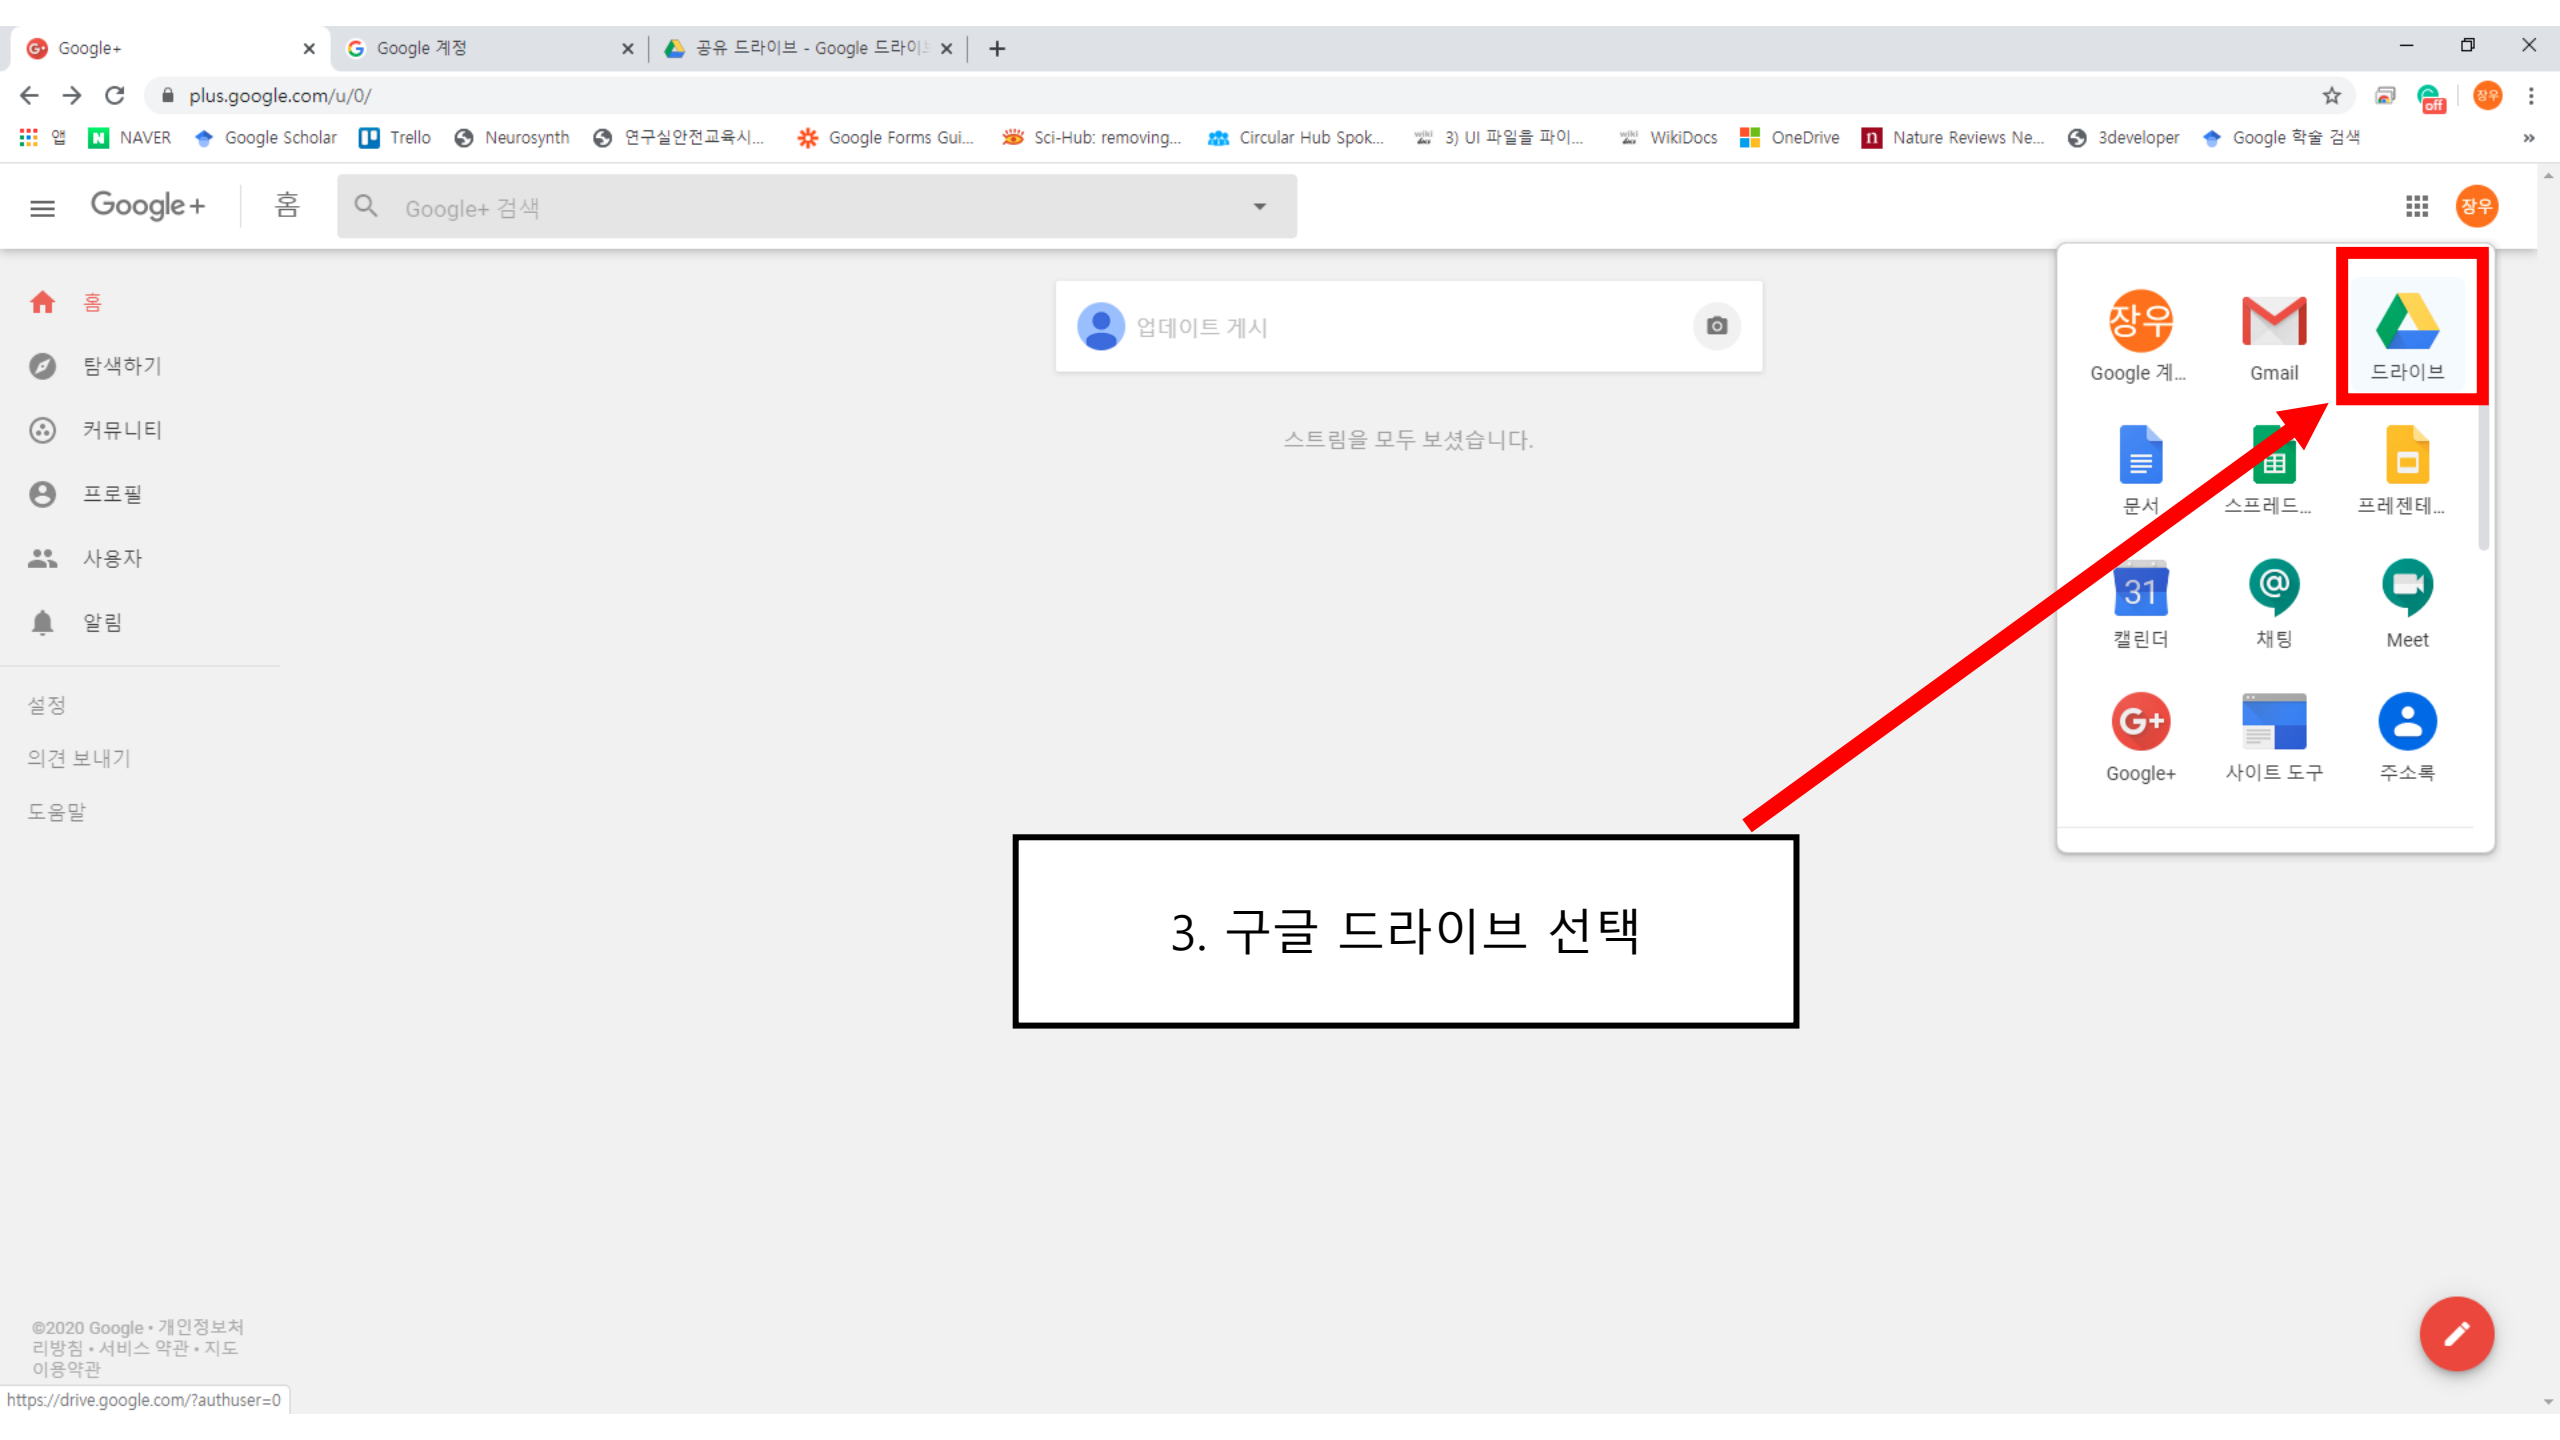 Google+
Google 계정
공유 드라이브 - Google 드라이브
plus.google.com/u/0/
장우
앱
NAVER
Google Scholar
Trello
Neurosynth
연구실안전교육시...
Google Forms Gui...
Sci-Hub: removing...
Circular Hub Spok...
3) UI 파일을 파이...
WikiDocs
OneDrive
Nature Reviews Ne...
3developer
Google 학술 검색
off
Google+
홈
Google+ 검색
장우
홈
탐색하기
커뮤니티
프로필
사용자
알림
설정
의견 보내기
도움말
업데이트 게시
스트림을 모두 보셨습니다.
장우
Google 계...
Gmail
드라이브
문서
스프레드...
프레젠테...
31
캘린더
채팅
Meet
G+
Google+
사이트 도구
주소록
3. 구글 드라이브 선택
©2020 Google • 개인정보처
리방침 • 서비스 약관 • 지도
이용약관
https://drive.google.com/?authuser=0